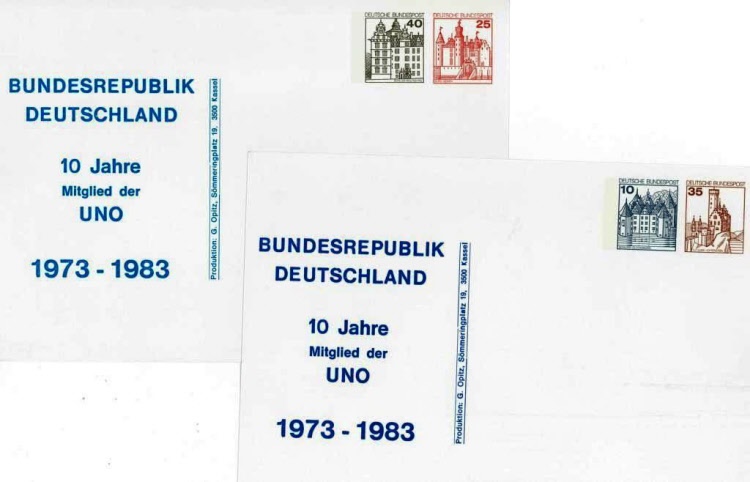 DEUTSCHE BUNDESPOST
40
DEUTSCHE BUNDESPOST
25
BUNDESREPUBLIK
DEUTSCHLAND
10 Jahre
Mitglied der
UNO
1973 - 1983
Produktion: G. Opitz, Sömmeringplatz 19, 3500 Kassel
DEUTSCHE BUNDESPOST
10
DEUTSCHE BUNDESPOST
35
BUNDESREPUBLIK
DEUTSCHLAND
10 Jahre
Mitglied der
UNO
1973 - 1983
Produktion: G. Opitz, Sömmeringplatz 19, 3500 Kassel